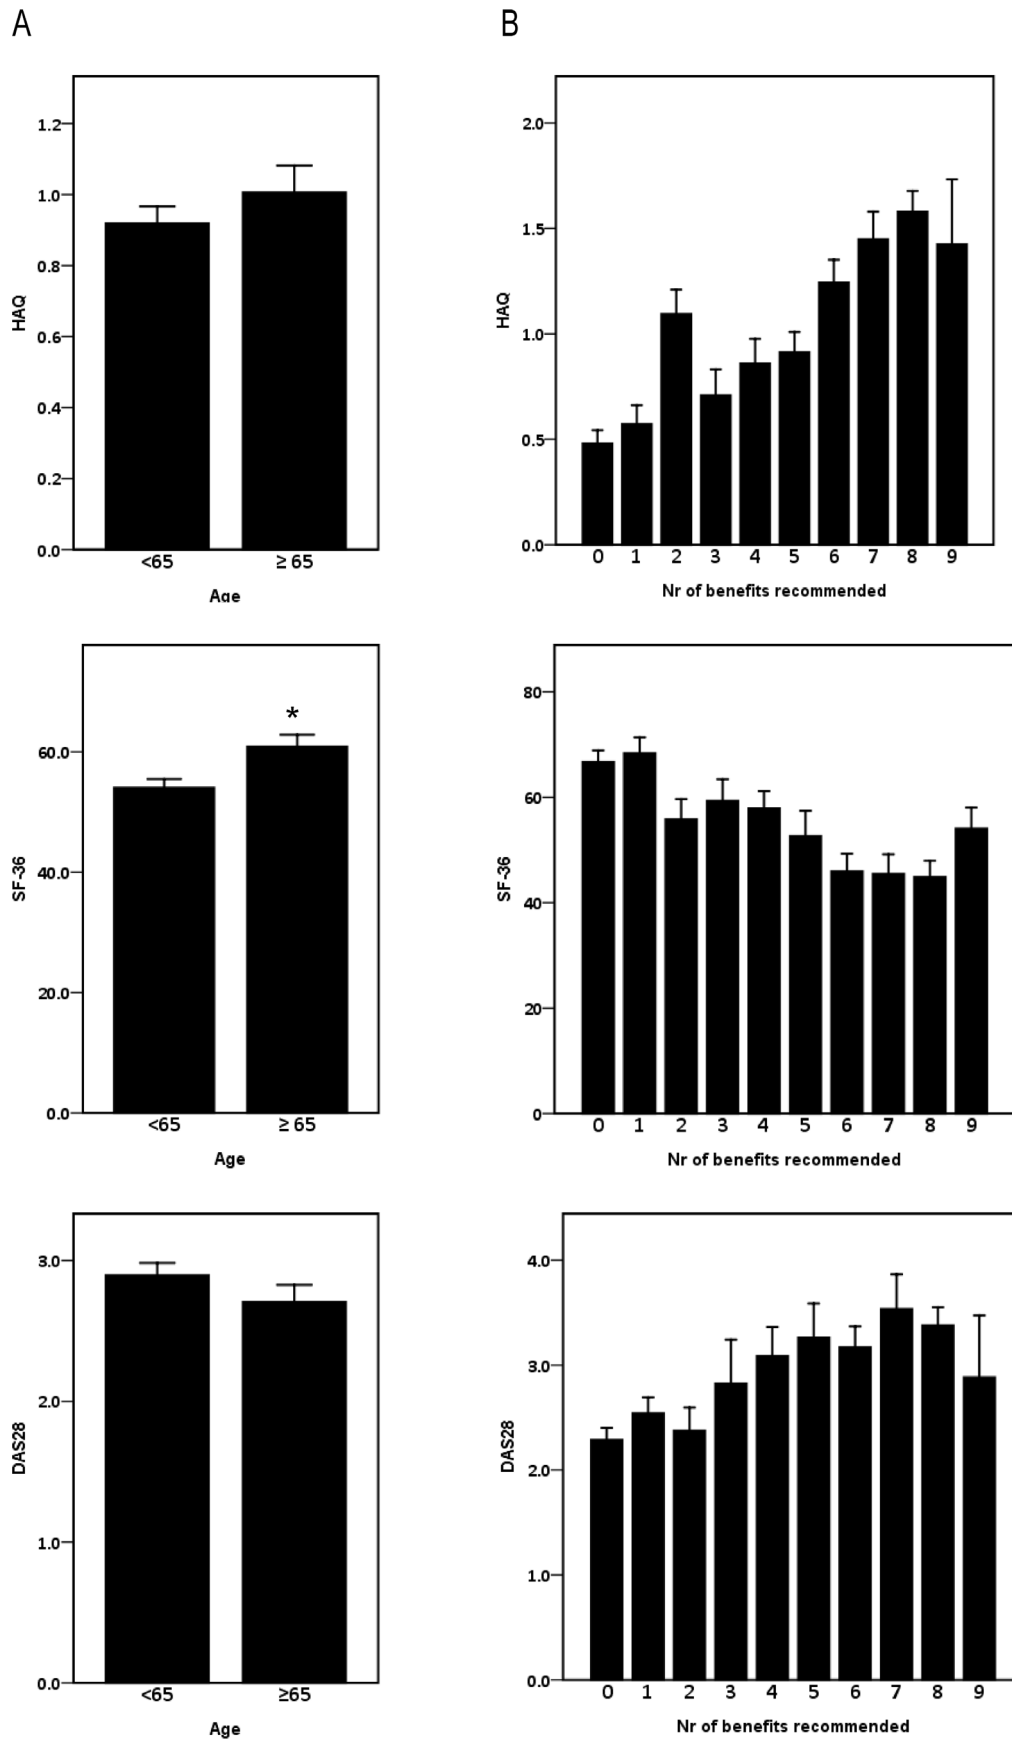 A
B
1.2
1.0
0.8
0.6
0.4
0.2
0.0
HAQ
<65
≥ 65
Age
2.0
1.5
1.0
0.5
0.0
HAQ
0 1 2 3 4 5 6 7 8 9
Nr of benefits recommended
*
60.0
40.0
20.0
0.0
SF-36
<65
≥ 65
Age
80
60
40
20
0
SF-36
0 1 2 3 4 5 6 7 8 9
Nr of benefits recommended
3.0
2.0
1.0
0.0
DAS28
<65
≥65
Age
4.0
3.0
2.0
1.0
0.0
DAS28
0 1 2 3 4 5 6 7 8 9
Nr of benefits recommended